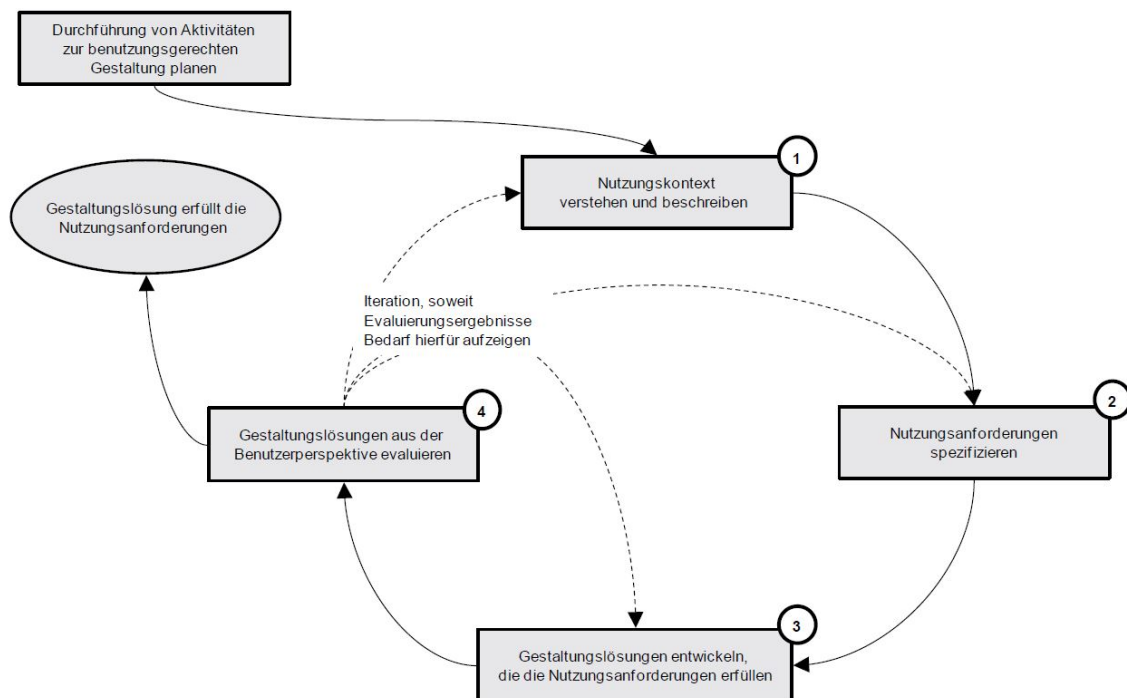 Durchführung von Aktivitäten
zur benutzungsgerechten
Gestaltung planen
1
Nutzungskontext
verstehen und beschreiben
Gestaltungslösung erfüllt die
Nutzungsanforderungen
Iteration, soweit
Evaluierungsergebnisse
Bedarf hierfür aufzeigen
4
Gestaltungslösungen aus der
Benutzerperspektive evaluieren
2
Nutzungsanforderungen
spezifizieren
3
Gestaltungslösungen entwickeln,
die die Nutzungsanforderungen erfüllen